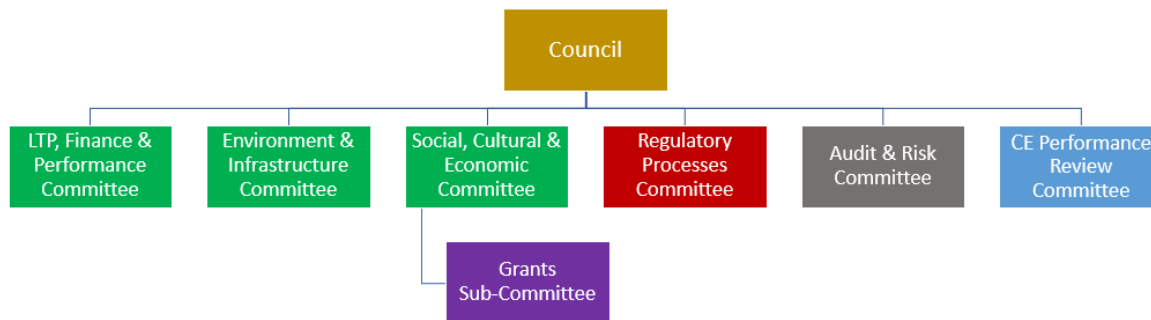 Council
LTP, Finance &
Performance
Committee
Environment &
Infrastructure
Committee
Social, Cultural &
Economic
Committee
Regulatory
Processes
Committee
Audit & Risk
Committee
CE Performance
Review
Committee
Grants
Sub-Committee